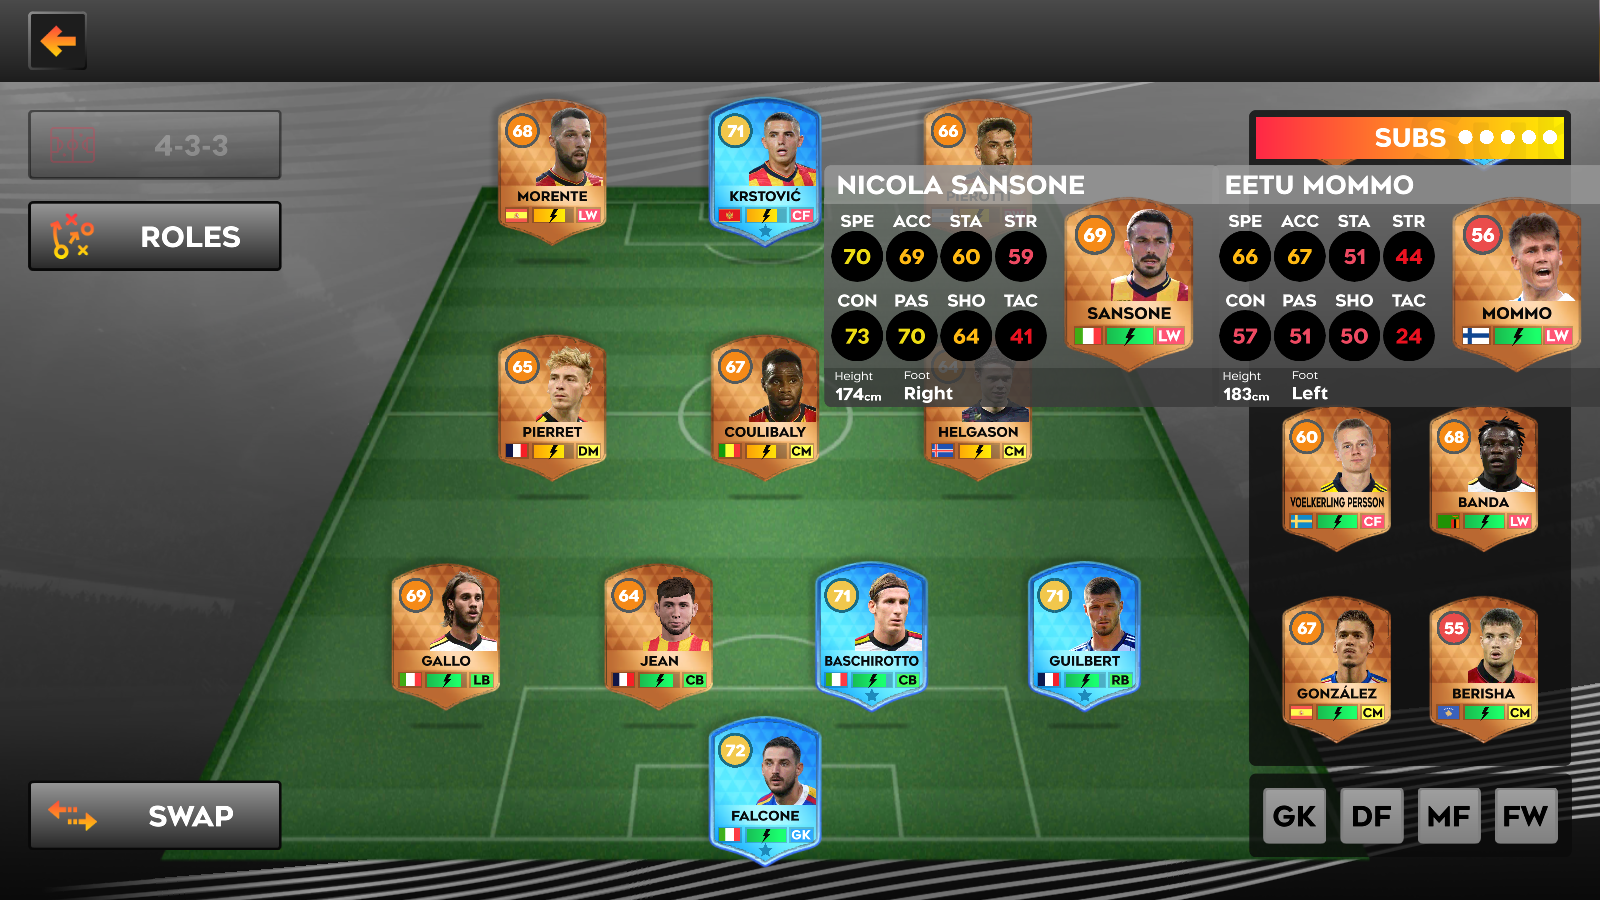 4-3-3
ROLES
SWAP
68
MORENTE
LW
71
KRSTOVIĆ
CF
66
PIEROTTI
SUBS
NICOLA SANSONE
SPE ACC STA STR
70 69 60 59
CON PAS SHO TAC
73 70 64 41
Height Foot
174cm Right
69
SANSONE
LW
EETU MOMMO
SPE ACC STA STR
66 67 51 44
CON PAS SHO TAC
57 51 50 24
Height Foot
183cm Left
56
MOMMO
LW
65
PIERRET
DM
67
COULIBALY
CM
64
HELGASON
CM
60
VOELKERLING PERSSON
CF
68
BANDA
LW
69
GALLO
LB
64
JEAN
CB
71
BASCHIROTTO
CB
71
GUILBERT
RB
67
GONZÁLEZ
CM
55
BERISHA
CM
72
FALCONE
GK
GK DF MF FW